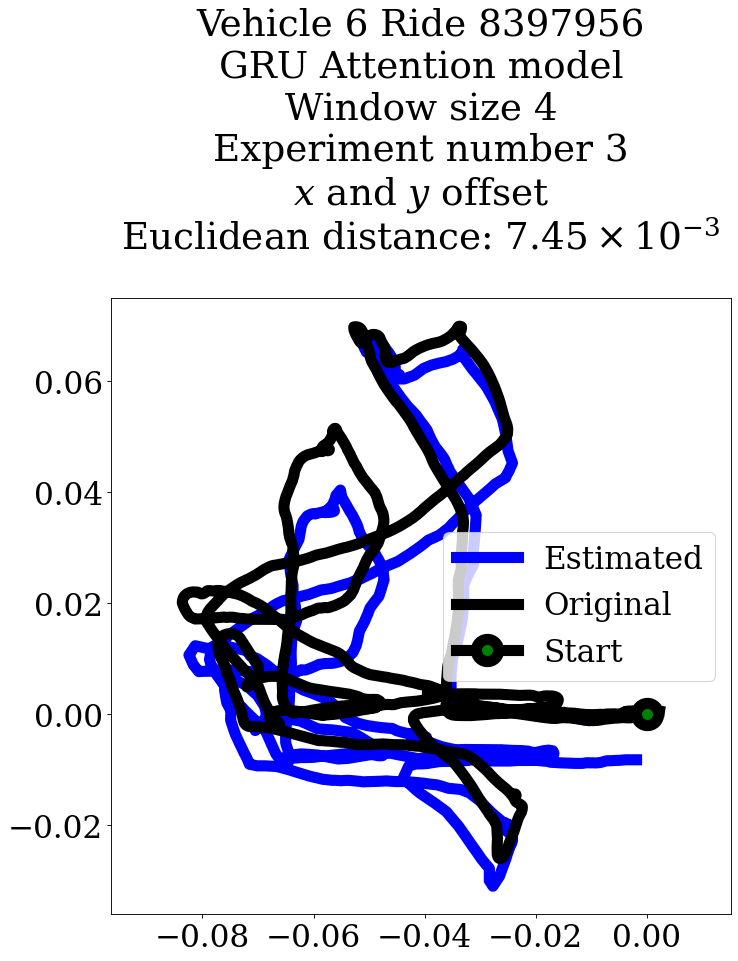 Vehicle 6 Ride 8397956
GRU Attention model
Window size 4
Experiment number 3
x and y offset
Euclidean distance: 7.45 × 10⁻³
0.06
0.04
0.02
0.00
−0.02
Estimated
Original
Start
−0.08 −0.06 −0.04 −0.02 0.00